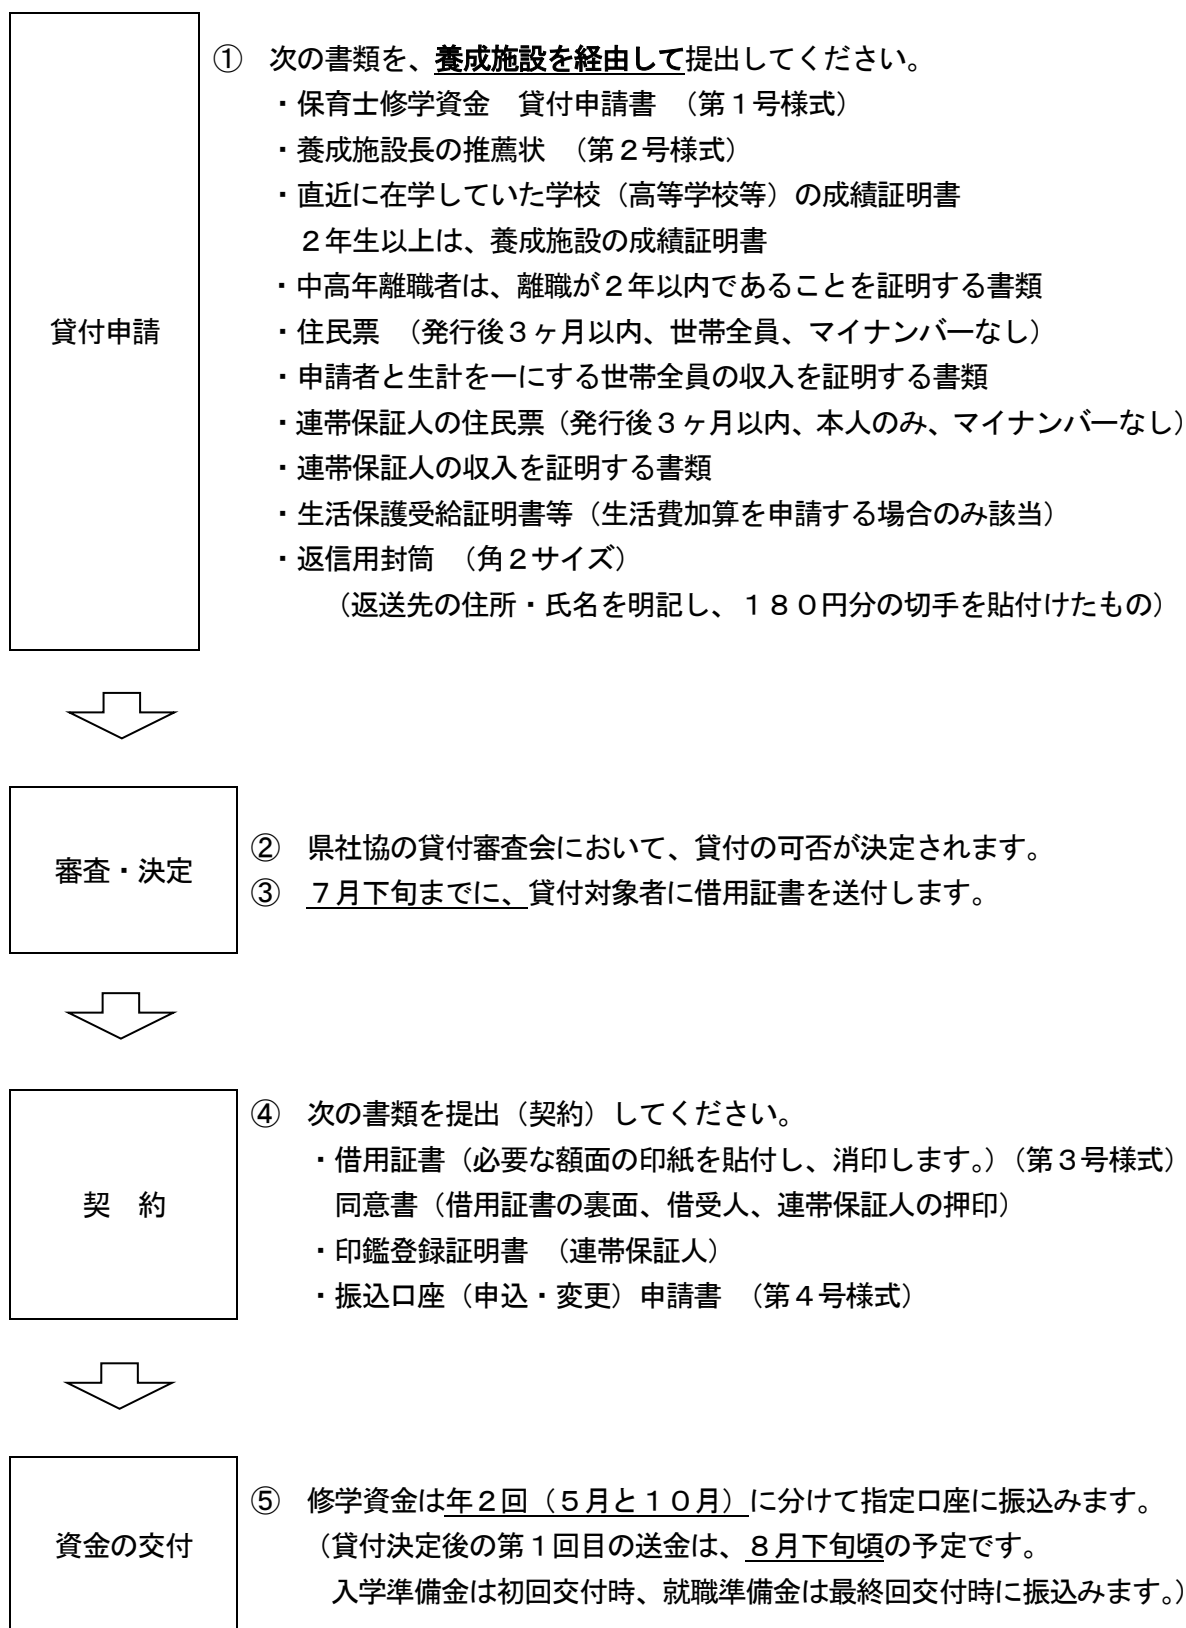 貸付申請
①　次の書類を、養成施設を経由して提出してください。
・保育士修学資金　貸付申請書　（第１号様式）
・養成施設長の推薦状　（第２号様式）
・直近に在学していた学校（高等学校等）の成績証明書
２年生以上は、養成施設の成績証明書
・中高年離職者は、離職が２年以内であることを証明する書類
・住民票　（発行後３ヶ月以内、世帯全員、マイナンバーなし）
・申請者と生計を一にする世帯全員の収入を証明する書類
・連帯保証人の住民票（発行後３ヶ月以内、本人のみ、マイナンバーなし）
・連帯保証人の収入を証明する書類
・生活保護受給証明書等（生活費加算を申請する場合のみ該当）
・返信用封筒　（角２サイズ）
（返送先の住所・氏名を明記し、１８０円分の切手を貼付けたもの）
審査・決定
②　県社協の貸付審査会において、貸付の可否が決定されます。
③　７月下旬までに、貸付対象者に借用証書を送付します。
契　約
④　次の書類を提出（契約）してください。
・借用証書（必要な額面の印紙を貼付し、消印します。）（第３号様式）
同意書（借用証書の裏面、借受人、連帯保証人の押印）
・印鑑登録証明書　（連帯保証人）
・振込口座（申込・変更）申請書　（第４号様式）
資金の交付
⑤　修学資金は年２回（５月と１０月）に分けて指定口座に振込みます。
（貸付決定後の第１回目の送金は、８月下旬頃の予定です。
入学準備金は初回交付時、就職準備金は最終回交付時に振込みます。）